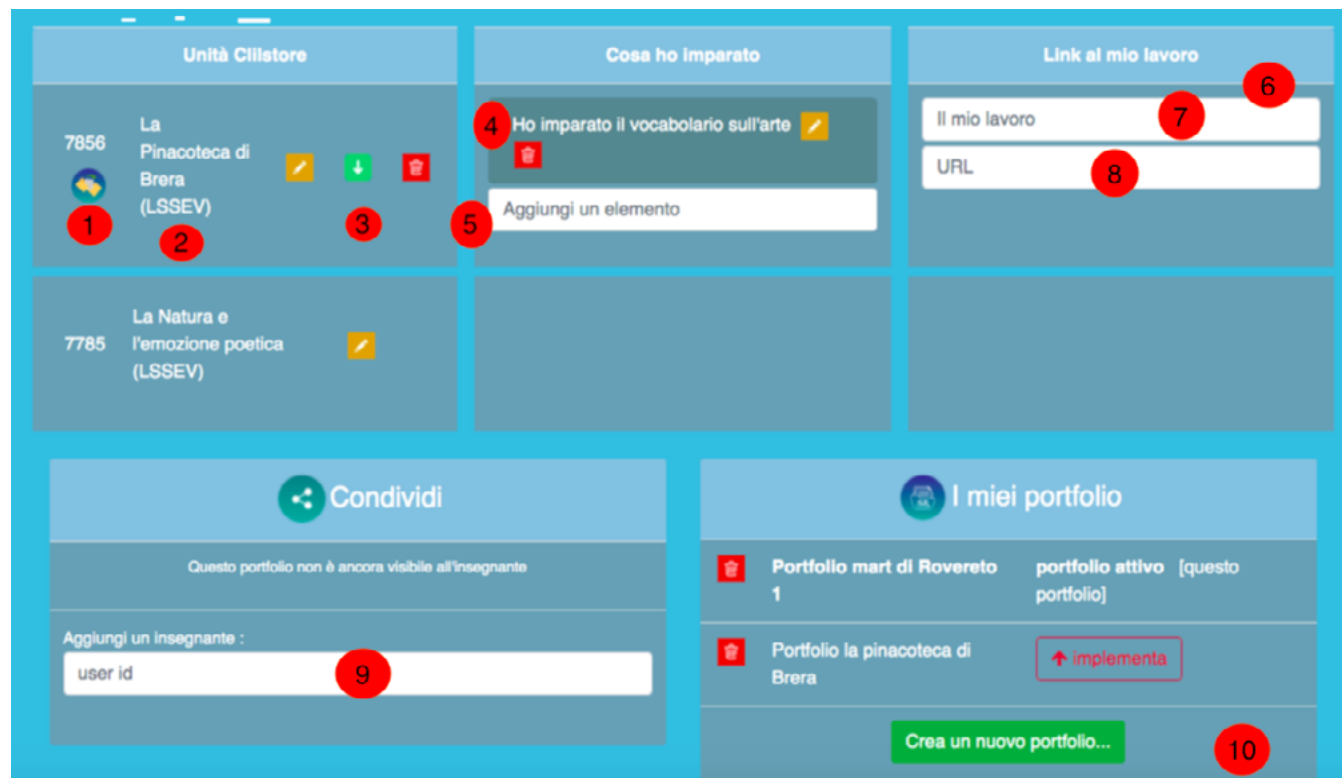 Unità Clilstore
Cosa ho imparato
Link al mio lavoro
6
7856
La
Pinacoteca di
Brera
(LSSEV)
1
2
3
4
Ho imparato il vocabolario sull'arte
5
Aggiungi un elemento
Il mio lavoro
7
URL
8
7785
La Natura e
l'emozione poetica
(LSSEV)
Condividi
Questo portfolio non è ancora visibile all'insegnante
Aggiungi un insegnante :
user id
9
I miei portfolio
Portfolio mart di Rovereto
1
portfolio attivo [questo
portfolio]
Portfolio la pinacoteca di
Brera
implementa
Crea un nuovo portfolio...
10